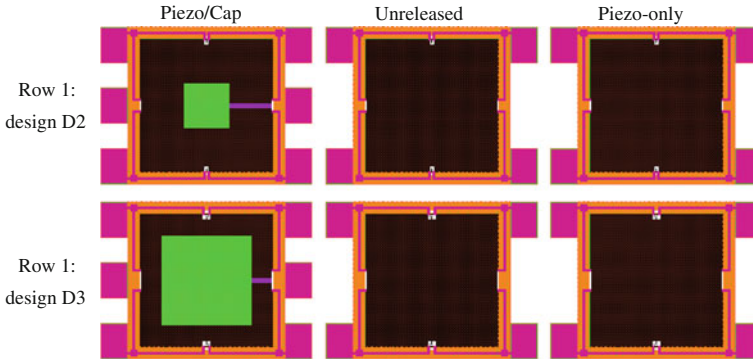 Piezo/Cap Unreleased Piezo-only
Row 1:
design D2
Row 1:
design D3